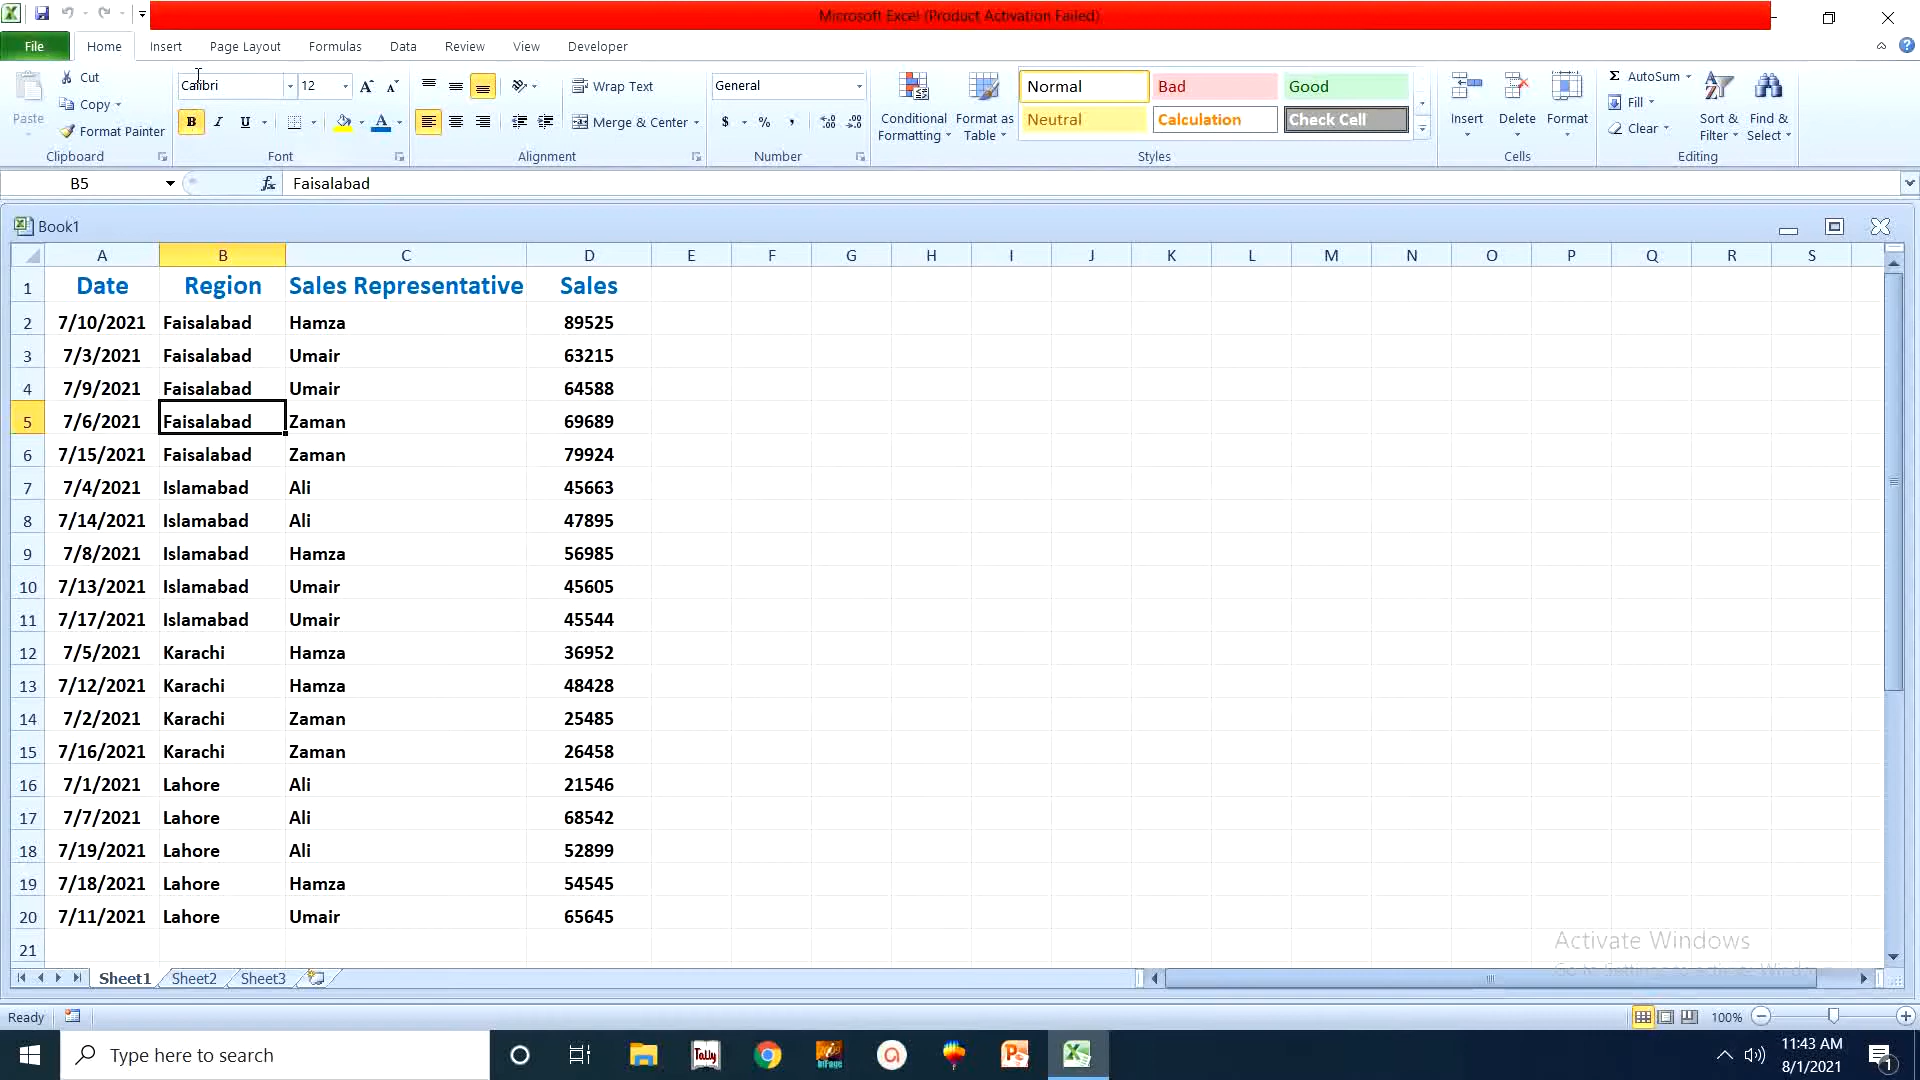 Microsoft Excel (Product Activation Failed)
File Home Insert Page Layout Formulas Data Review View Developer
Paste
Cut
Copy
Format Painter
Clipboard
Calibri 12
B I U
Font
Wrap Text
Merge & Center
Alignment
General
$ % ,
Number
Conditional Formatting
Format as Table
Normal Bad Good
Neutral Calculation Check Cell
Styles
Insert Delete Format
Cells
AutoSum
Fill
Clear
Sort & Filter
Find & Select
Editing
B5 fx Faisalabad
Book1
A B C D E F G H I J K L M N O P Q R S
1 Date Region Sales Representative Sales
2 7/10/2021 Faisalabad Hamza 89525
3 7/3/2021 Faisalabad Umair 63215
4 7/9/2021 Faisalabad Umair 64588
5 7/6/2021 Faisalabad Zaman 69689
6 7/15/2021 Faisalabad Zaman 79924
7 7/4/2021 Islamabad Ali 45663
8 7/14/2021 Islamabad Ali 47895
9 7/8/2021 Islamabad Hamza 56985
10 7/13/2021 Islamabad Umair 45605
11 7/17/2021 Islamabad Umair 45544
12 7/5/2021 Karachi Hamza 36952
13 7/12/2021 Karachi Hamza 48428
14 7/2/2021 Karachi Zaman 25485
15 7/16/2021 Karachi Zaman 26458
16 7/1/2021 Lahore Ali 21546
17 7/7/2021 Lahore Ali 68542
18 7/19/2021 Lahore Ali 52899
19 7/18/2021 Lahore Hamza 54545
20 7/11/2021 Lahore Umair 65645
21
Activate Windows
Sheet1 Sheet2 Sheet3
Ready 100%
Type here to search
Tally
InPage
11:43 AM
8/1/2021
1